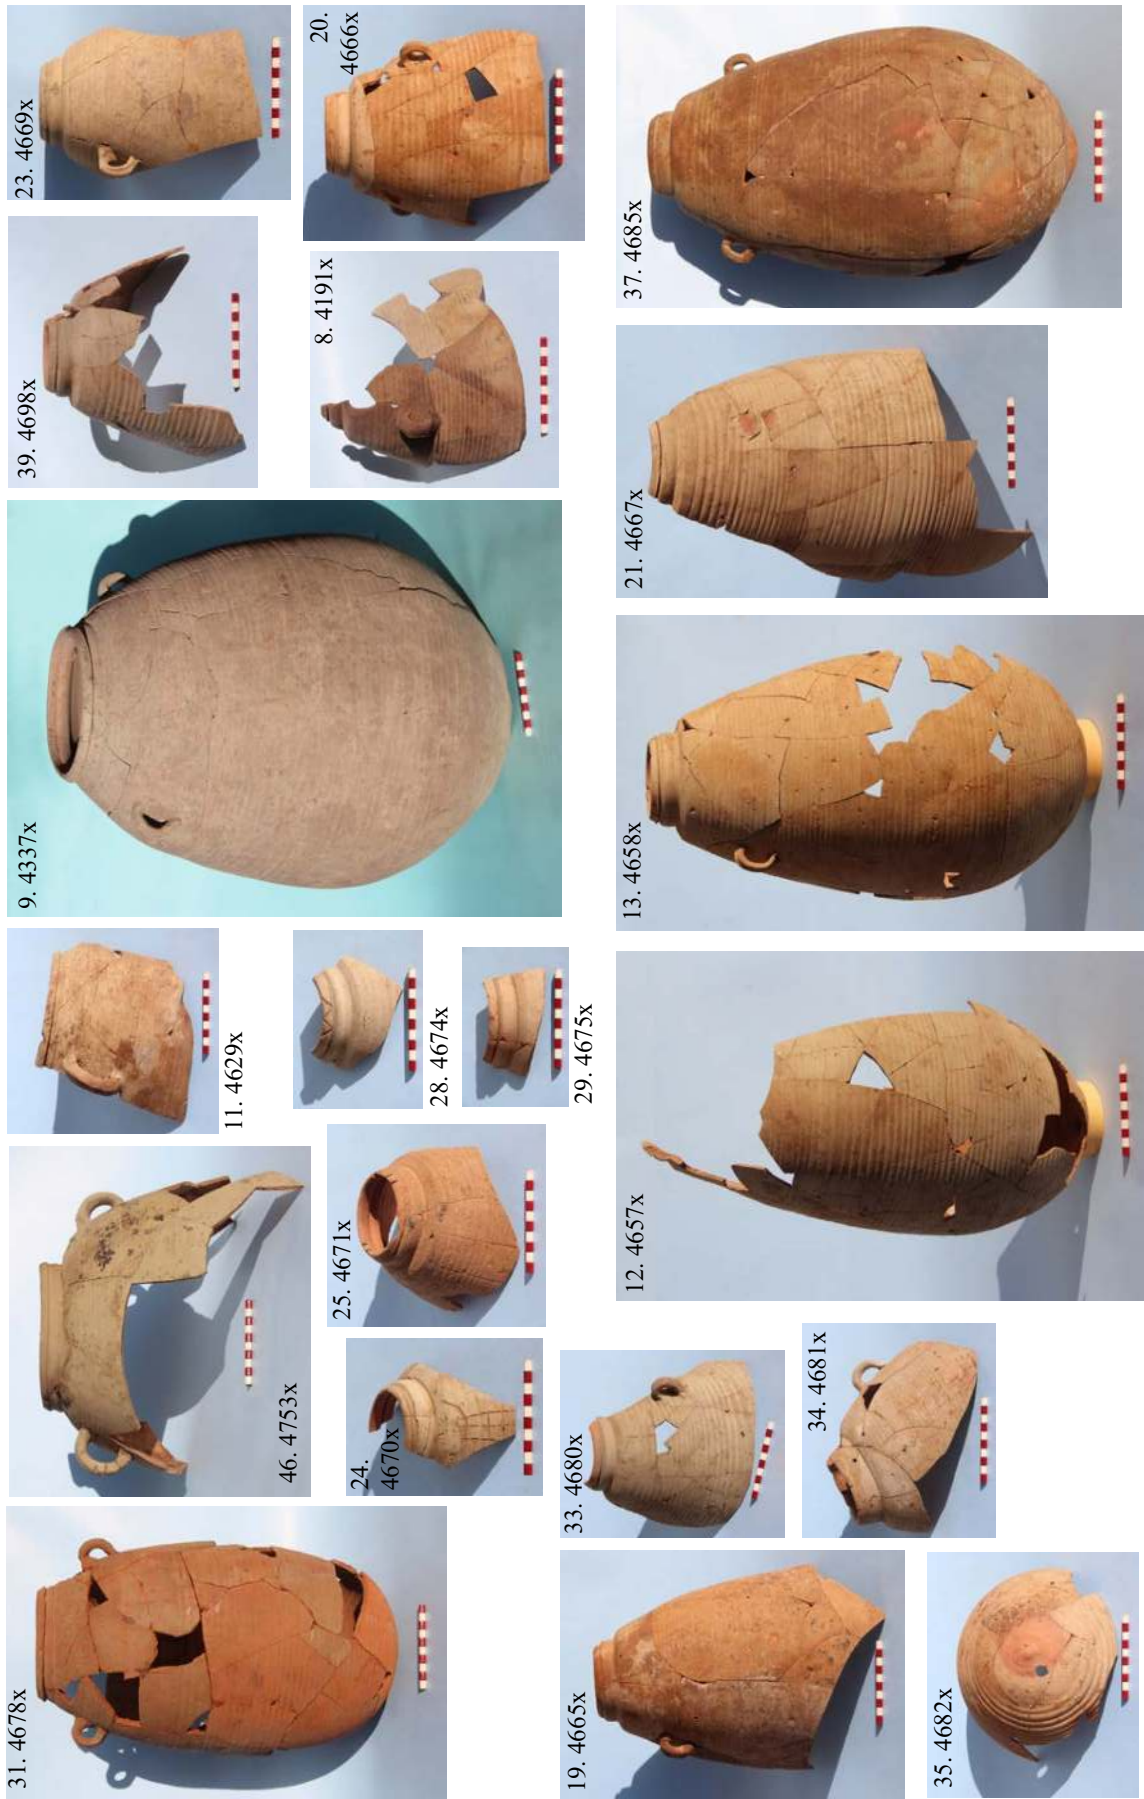 23. 4669x
20.
4666x
37. 4685x
39. 4698x
8. 4191x
21. 4667x
9. 4337x
13. 4658x
11. 4629x
28. 4674x
29. 4675x
12. 4657x
46. 4753x
25. 4671x
24.
4670x
33. 4680x
34. 4681x
31. 4678x
19. 4665x
35. 4682x